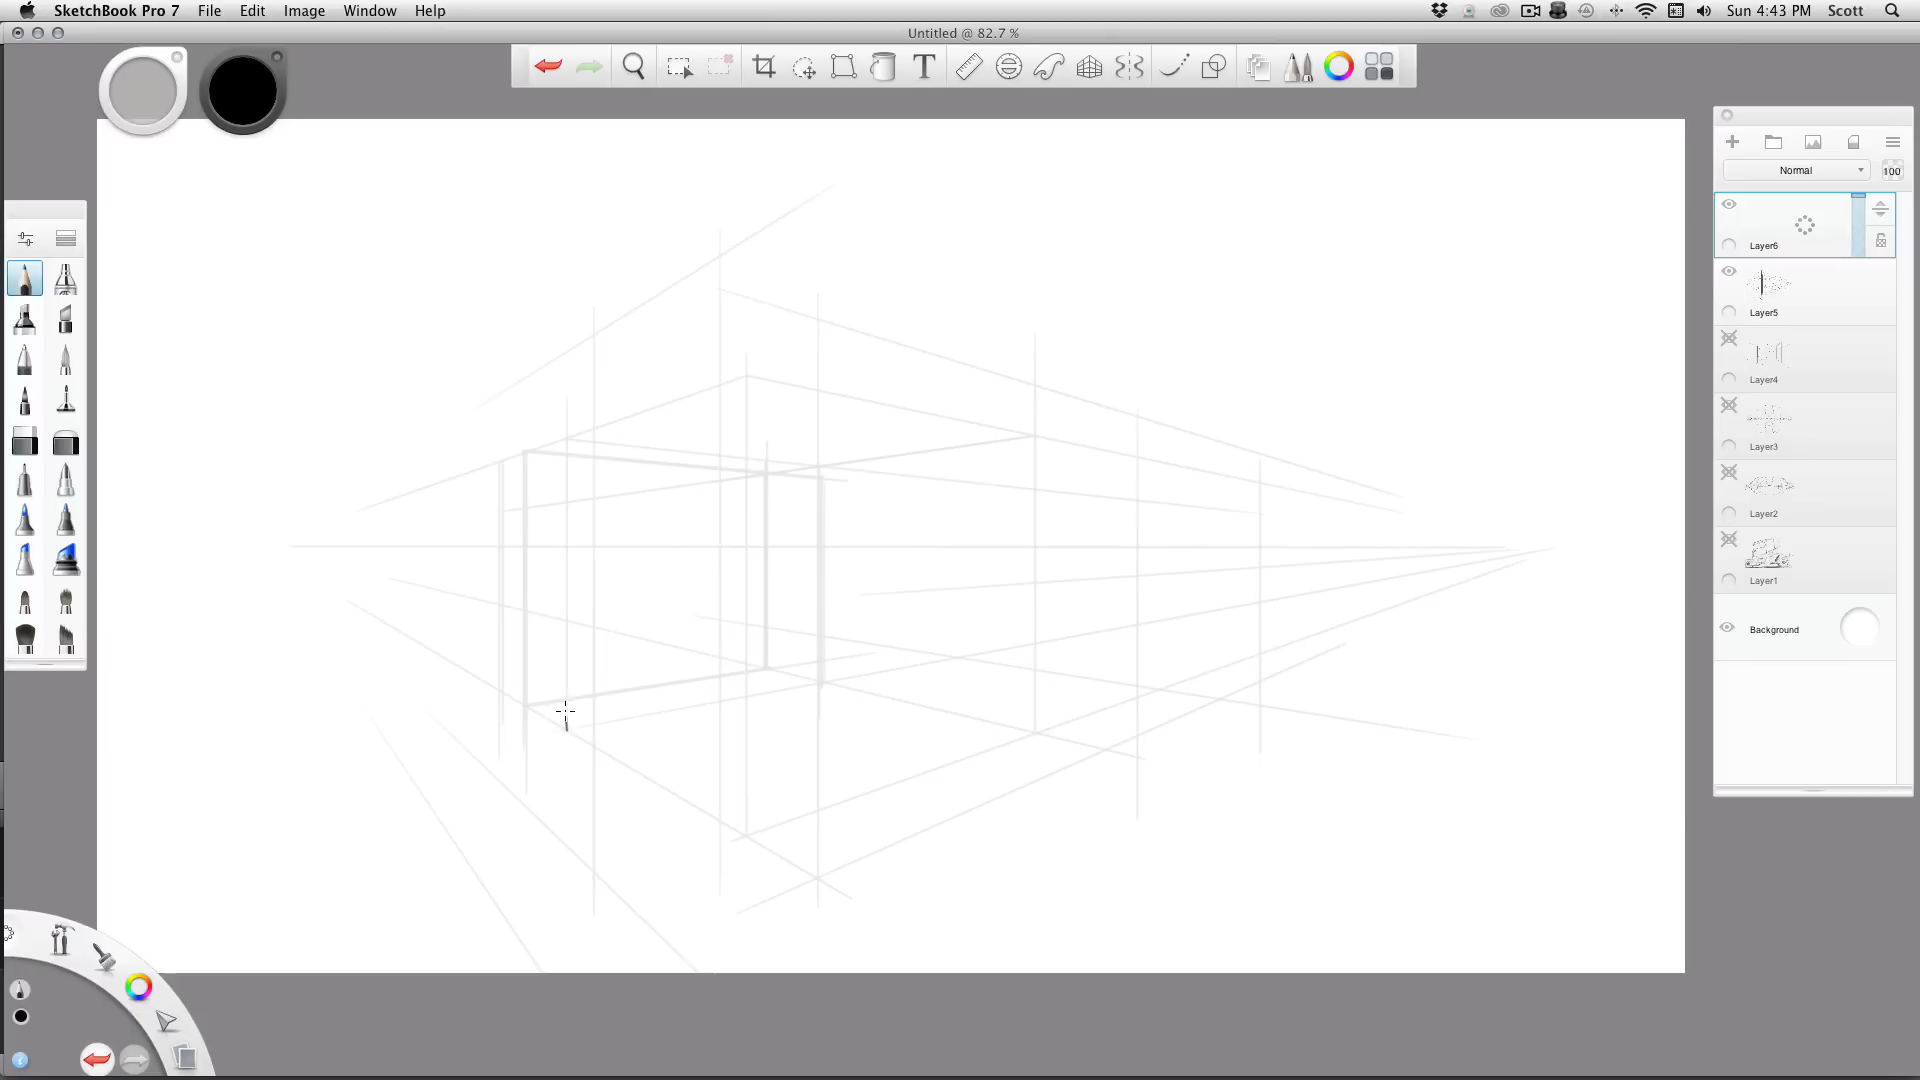 SketchBook Pro 7 File Edit Image Window Help
Sun 4:43 PM Scott
Untitled @ 82.7 %
T
Normal
100
Layer6
Layer5
Layer4
Layer3
Layer2
Layer1
Background